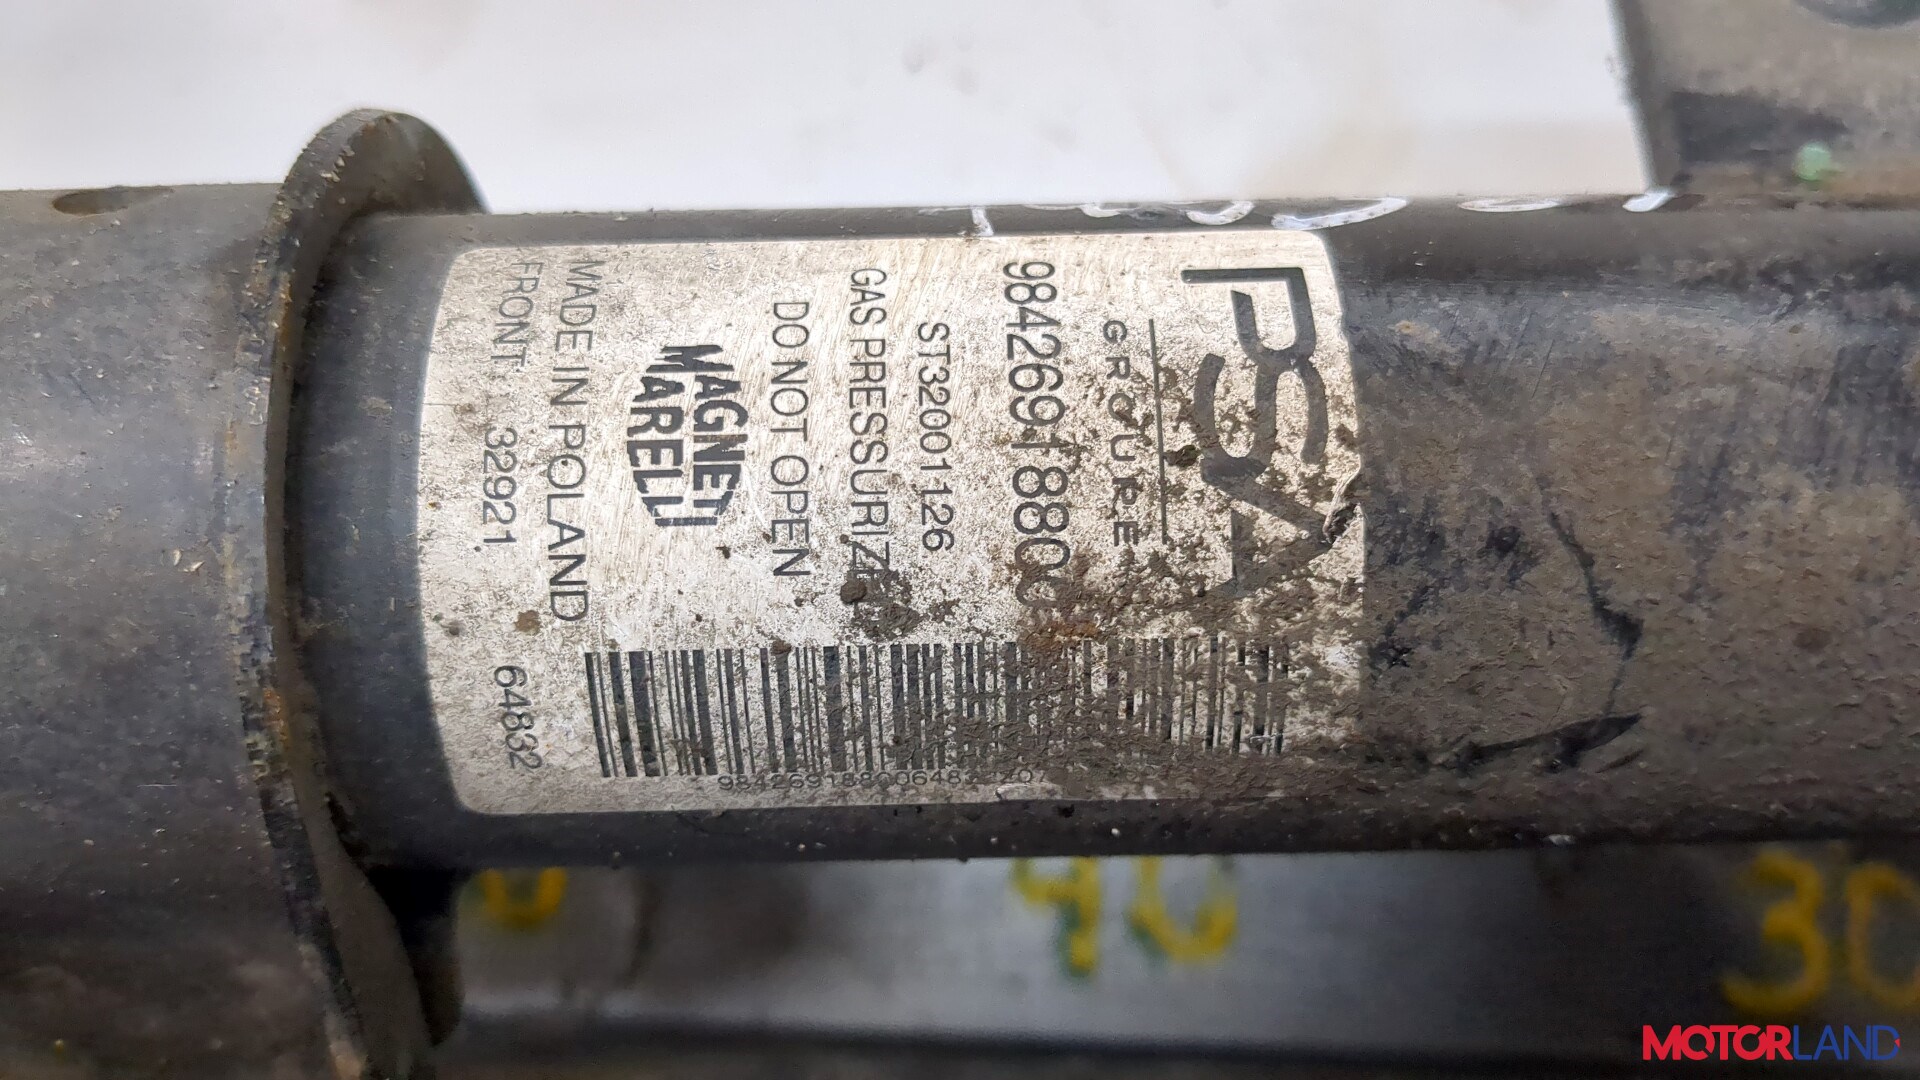 PSA
GROUPE
9842691880
ST32001126
GAS PRESSURIZ
DO NOT OPEN
MAGNETI
MARELLI
MADE IN POLAND
FRONT 32921 64832
40
30
MOTORLAND